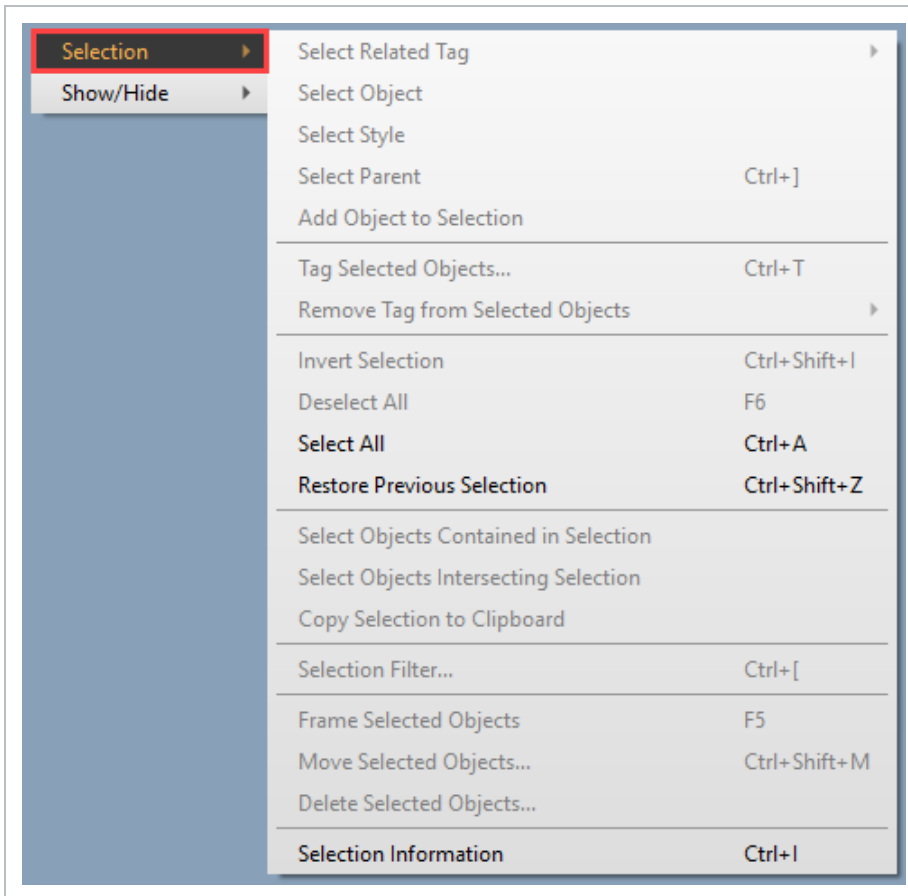 Selection
Show/Hide
Select Related Tag
Select Object
Select Style
Select Parent Ctrl+]
Add Object to Selection
Tag Selected Objects... Ctrl+T
Remove Tag from Selected Objects
Invert Selection Ctrl+Shift+I
Deselect All F6
Select All Ctrl+A
Restore Previous Selection Ctrl+Shift+Z
Select Objects Contained in Selection
Select Objects Intersecting Selection
Copy Selection to Clipboard
Selection Filter... Ctrl+[
Frame Selected Objects F5
Move Selected Objects... Ctrl+Shift+M
Delete Selected Objects...
Selection Information Ctrl+I